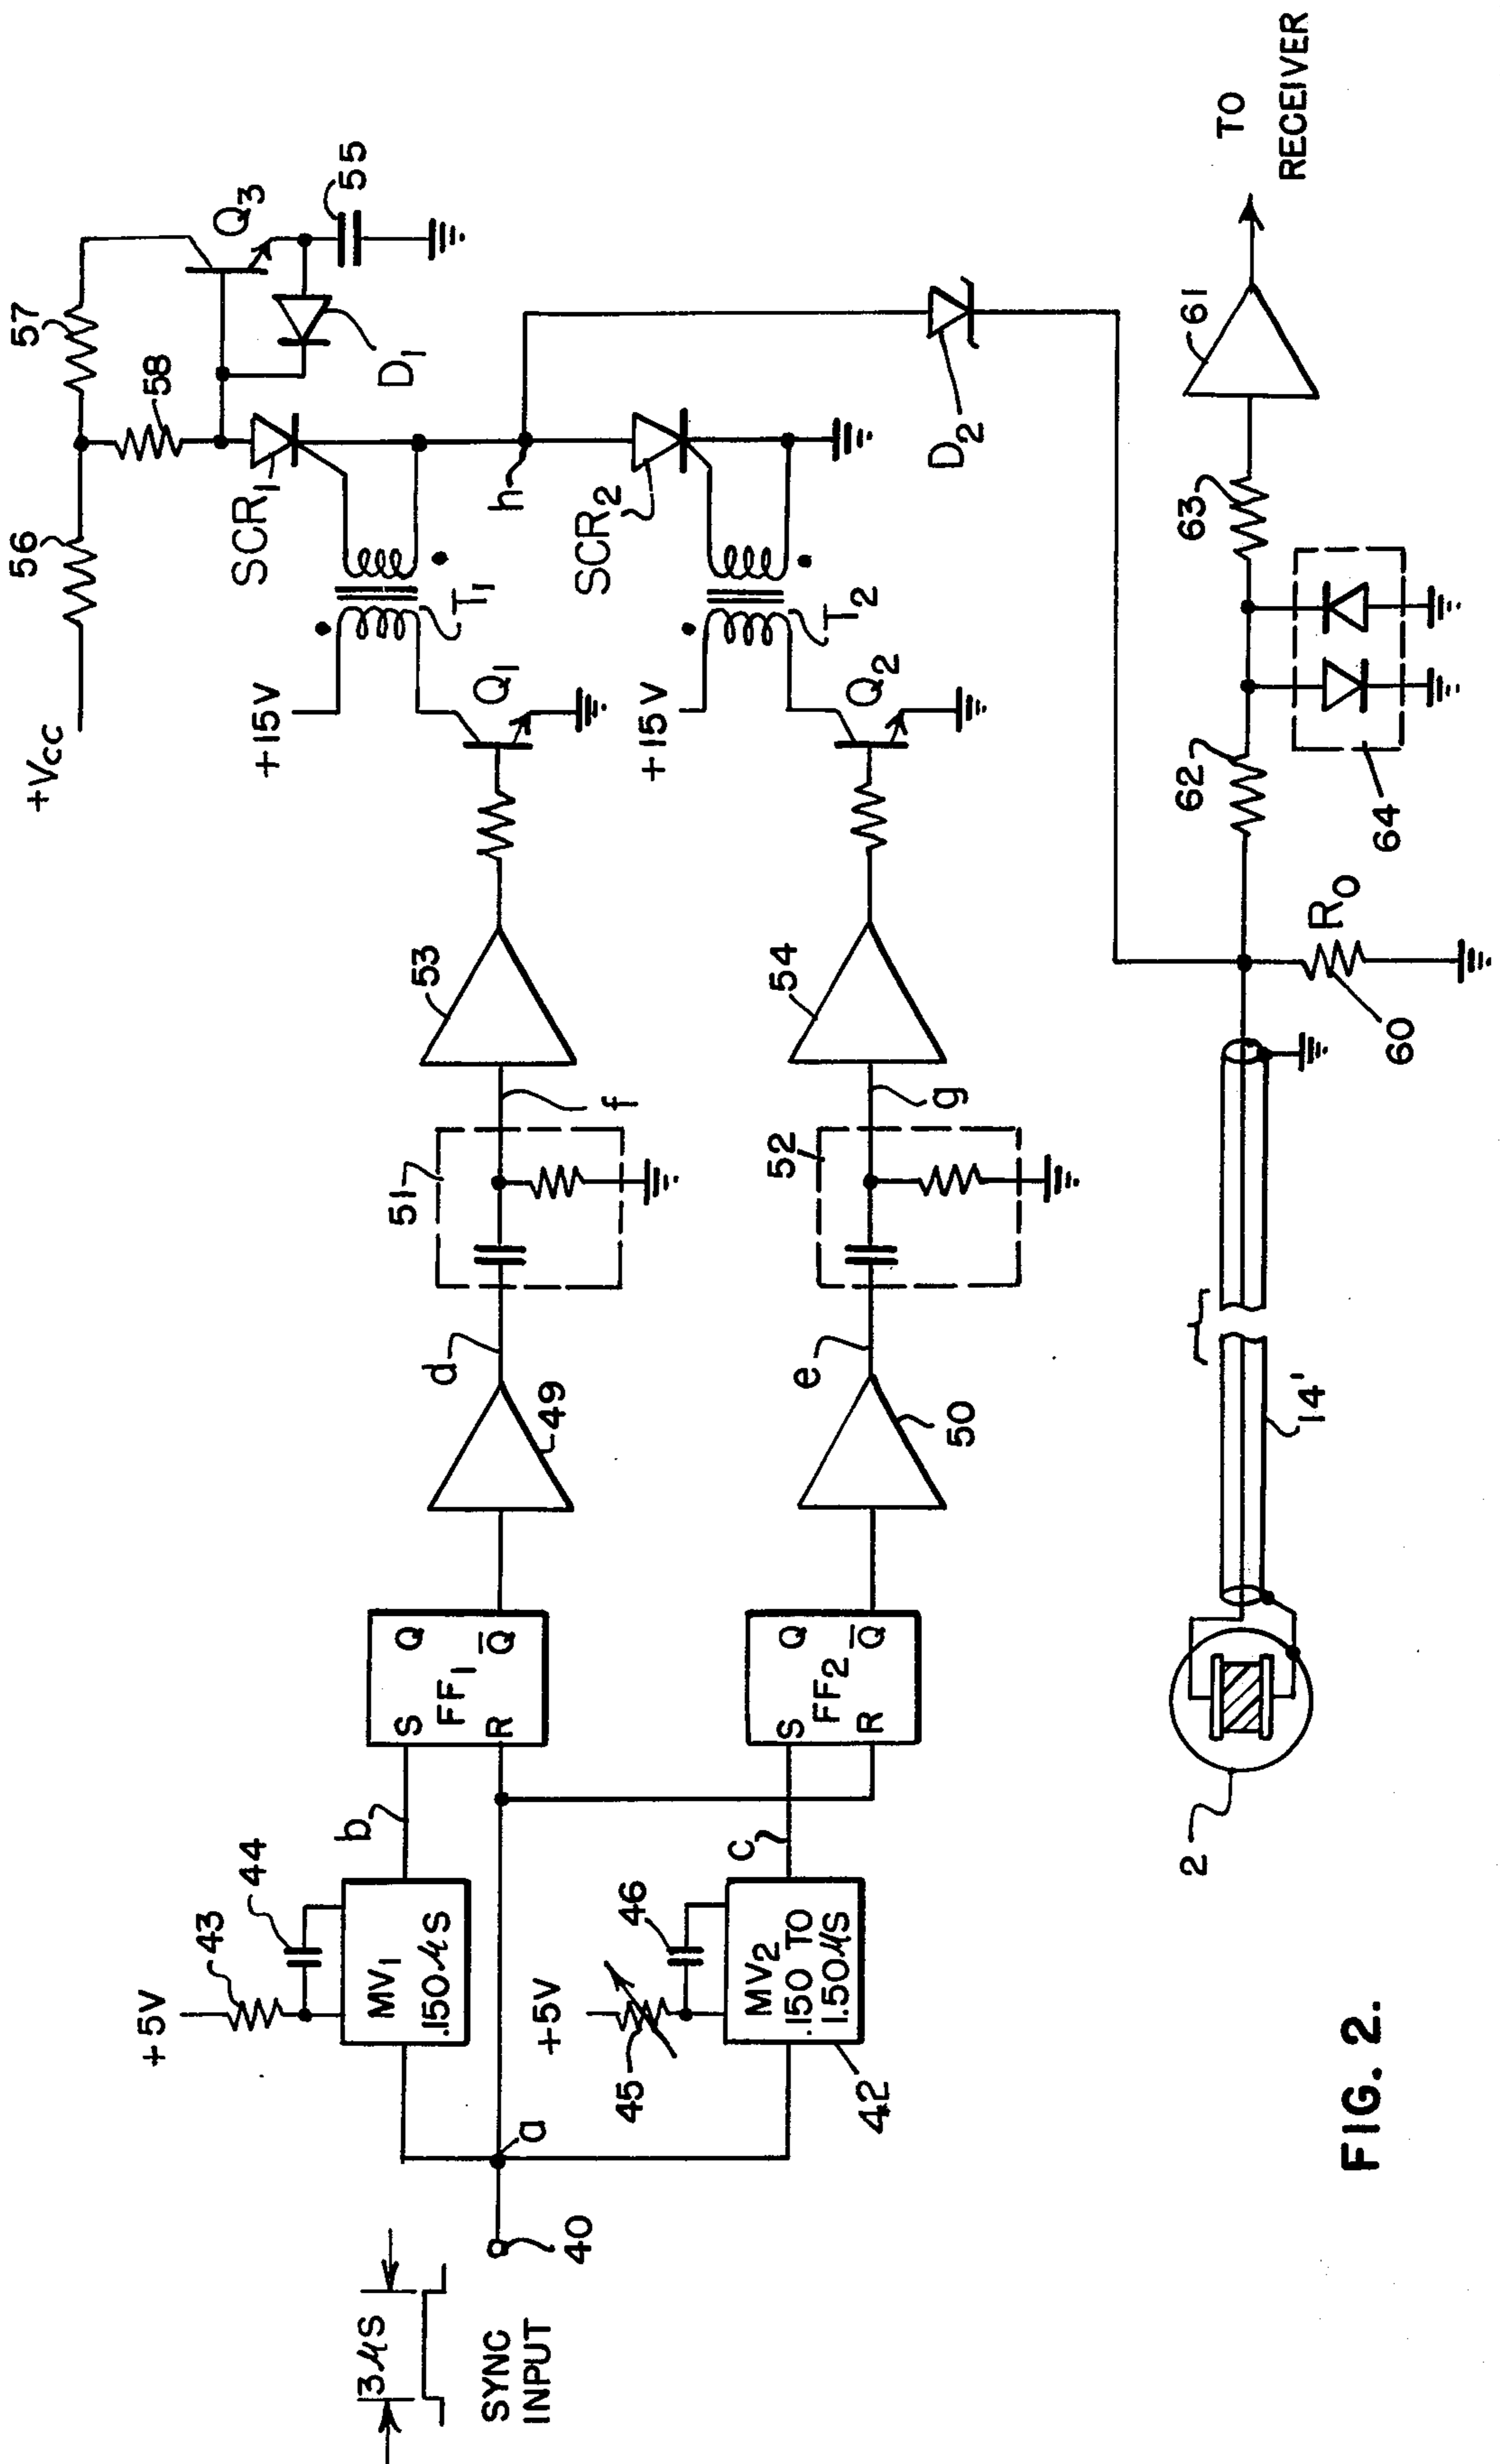 +Vcc
56
57
58
Q3
55
D1
SCR1
h
SCR2
D2
+15V
T1
Q1
+15V
T2
Q2
53
54
f
g
51
52
d
e
49
50
S
Q
FF1
R
Q̅
S
Q
FF2
R
Q̅
b
c
+5V
43
44
MV1
.150μS
+5V
45
46
MV2
.150 TO
1.50μS
42
a
40
3μS
SYNC
INPUT
2
14'
60
RO
62
63
64
61
TO
RECEIVER
FIG. 2.